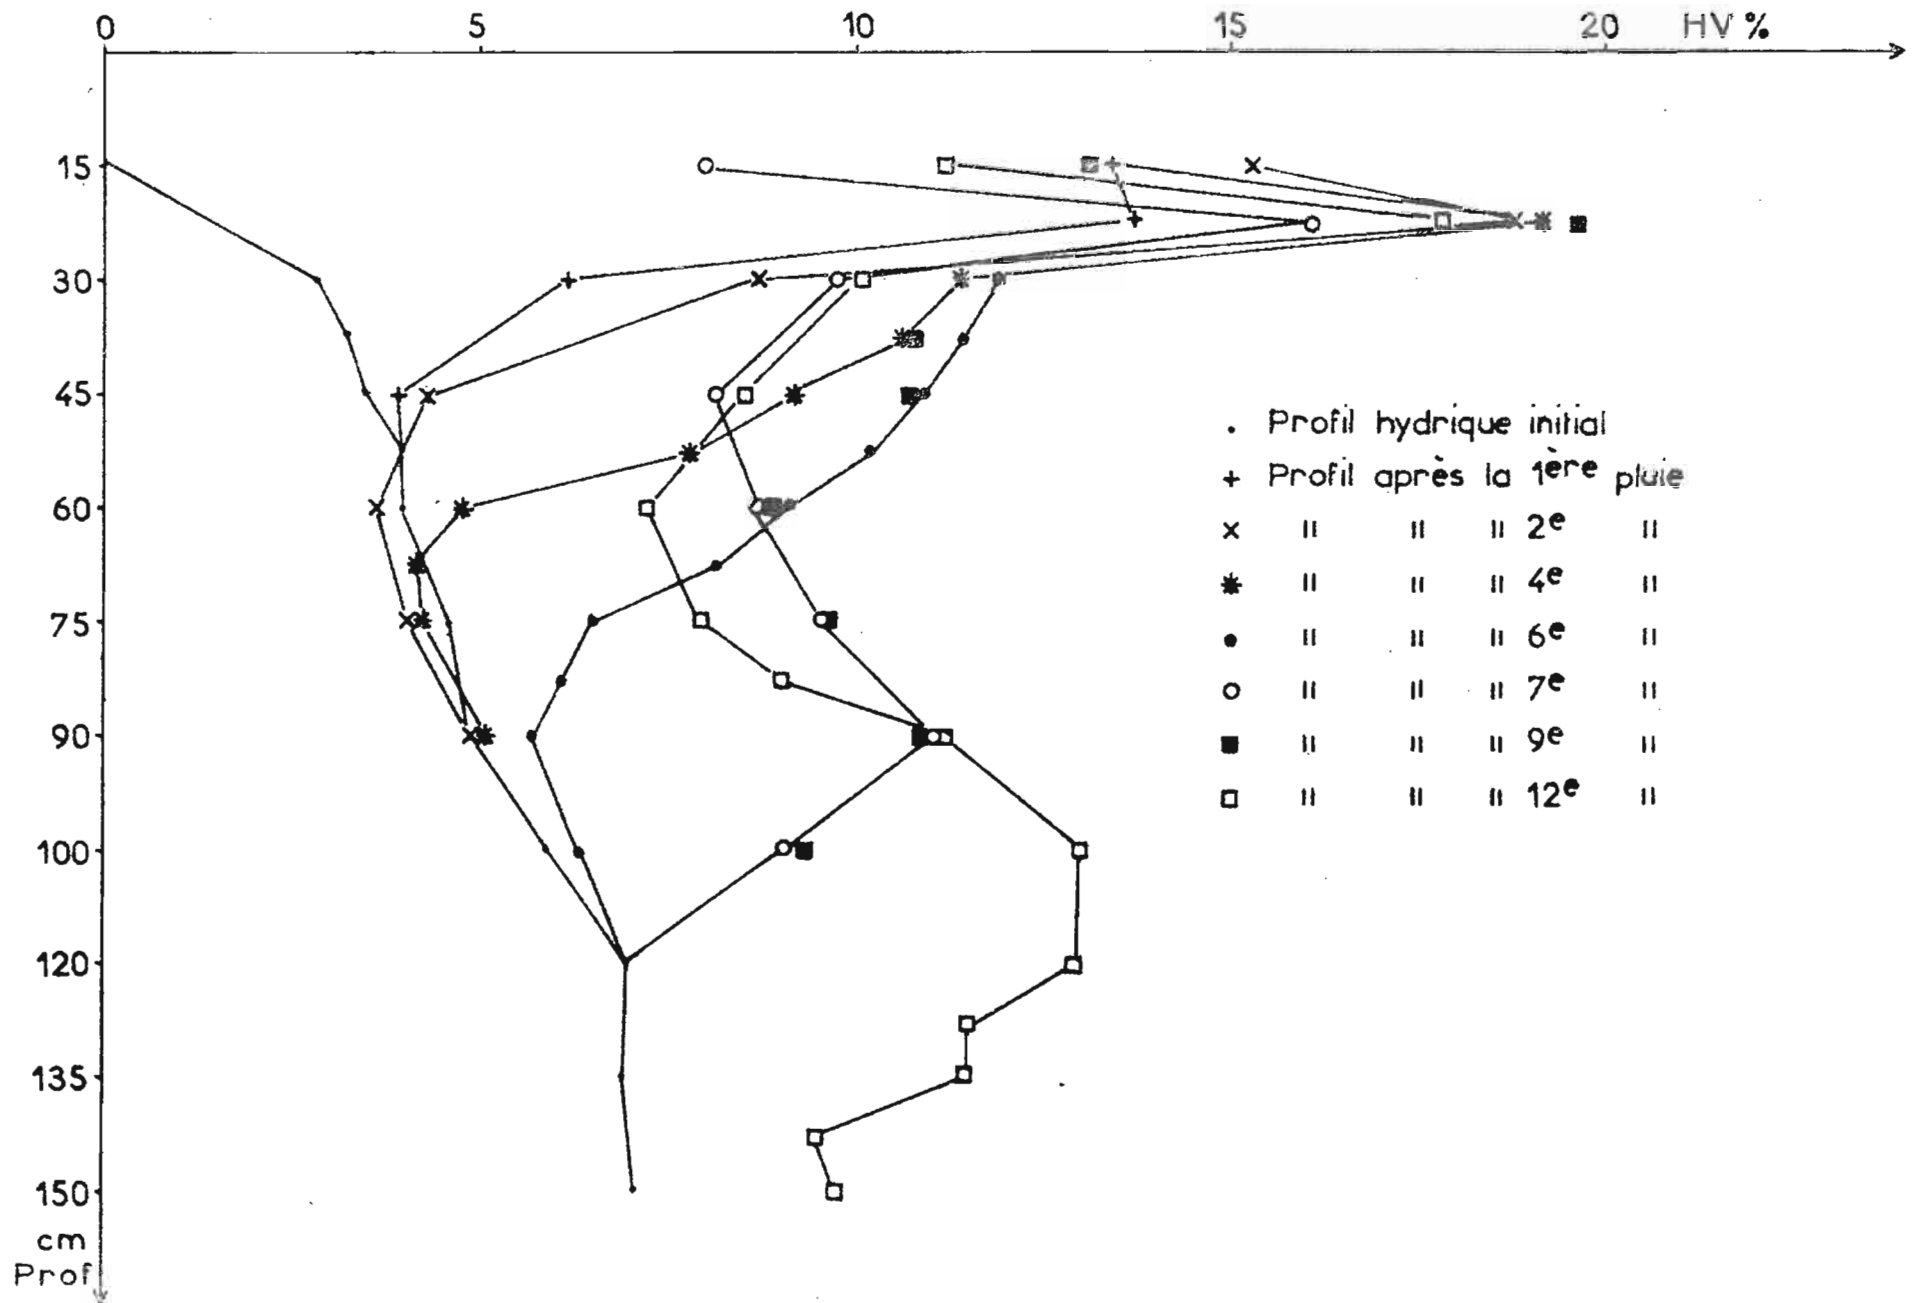 0 5 10 15 20 HV %
15
30
45
60
75
90
100
120
135
150
cm
Prof
. Profil hydrique initial
+ Profil après la 1ère pluie
x " " " 2e "
* " " " 4e "
● " " " 6e "
○ " " " 7e "
■ " " " 9e "
□ " " " 12e "